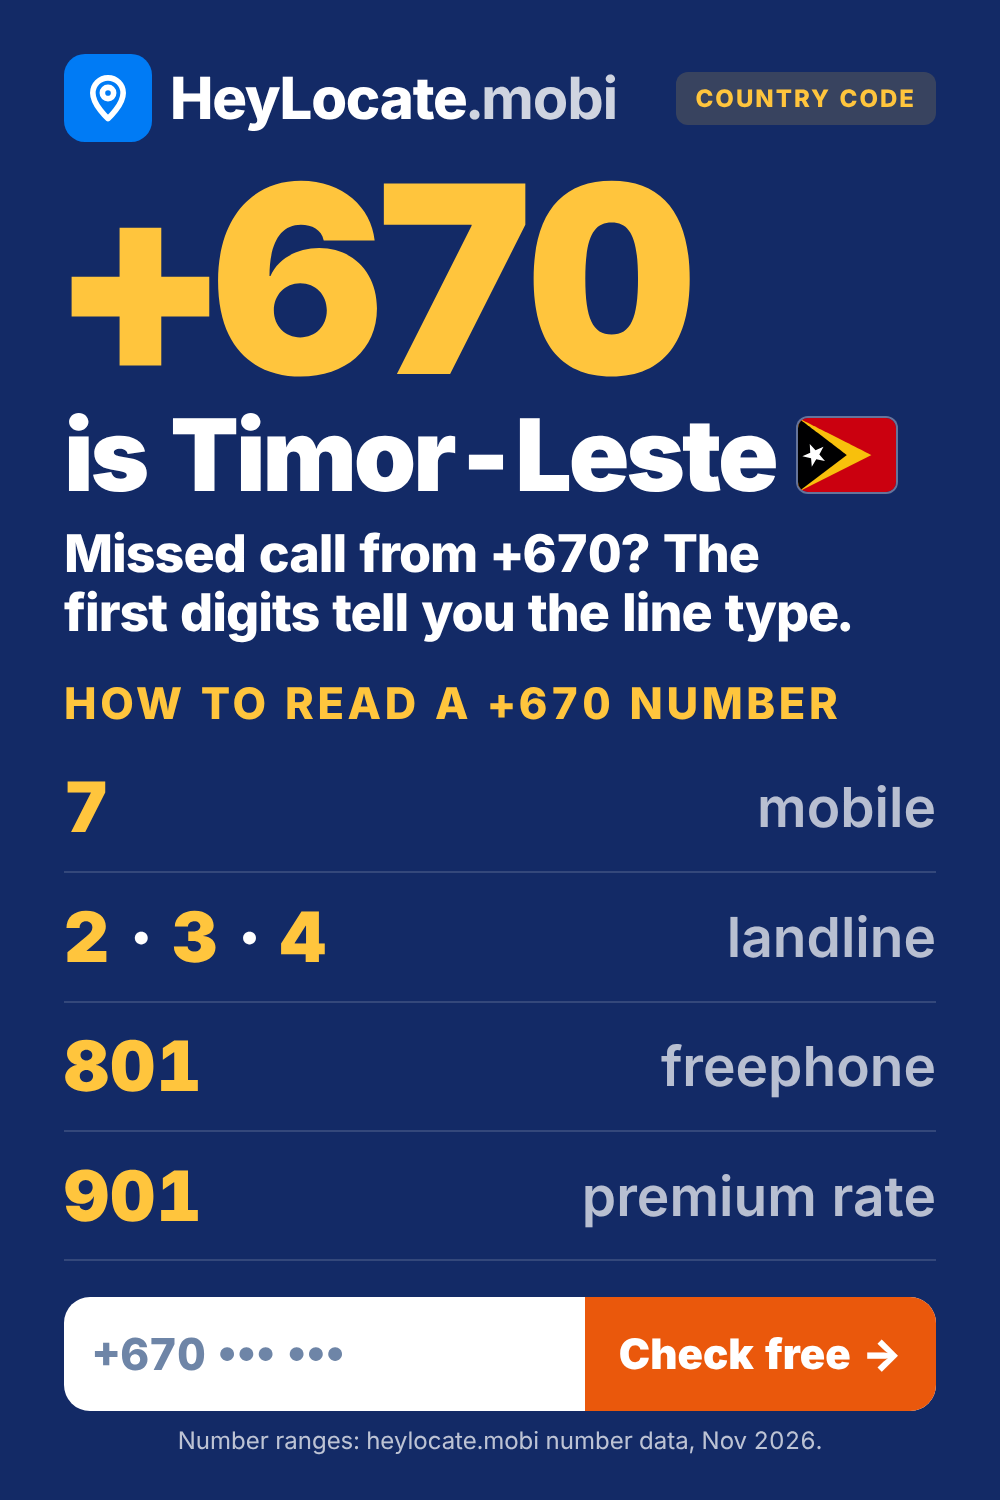 HeyLocate.mobi
COUNTRY CODE
+670
is Timor-Leste
Missed call from +670? The
first digits tell you the line type.
HOW TO READ A +670 NUMBER
7 mobile
2 · 3 · 4 landline
801 freephone
901 premium rate
+670 ••• •••
Check free →
Number ranges: heylocate.mobi number data, Nov 2026.